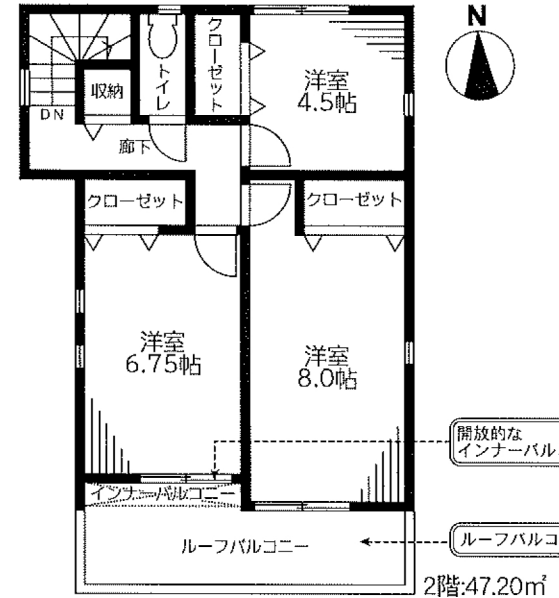 N
クローゼット
トイレ
収納
DN
廊下
洋室
4.5帖
クローゼット
クローゼット
洋室
6.75帖
洋室
8.0帖
開放的な
インナーバル
インナーバルコニー
ルーフバルコニー
ルーフバルコ
2階:47.20㎡